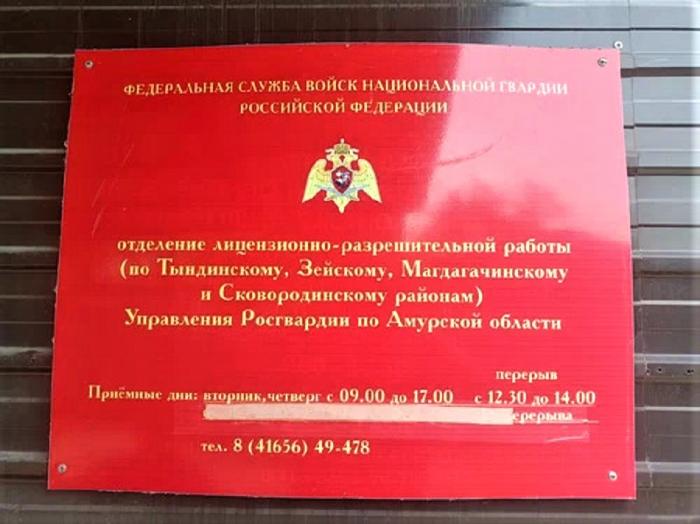 ФЕДЕРАЛЬНАЯ СЛУЖБА ВОЙСК НАЦИОНАЛЬНОЙ ГВАРДИИ
РОССИЙСКОЙ ФЕДЕРАЦИИ
отделение лицензионно-разрешительной работы
(по Тындинскому, Зейскому, Магдагачинскому
и Сковородинскому районам)
Управления Росгвардии по Амурской области
перерыв
Приёмные дни: вторник,четверг с 09.00 до 17.00 с 12.30 до 14.00
ерерыва
тел. 8 (41656) 49-478